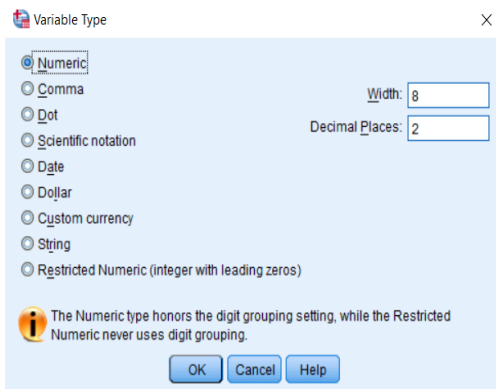 Variable Type
Numeric
Comma
Width: 8
Dot
Decimal Places: 2
Scientific notation
Date
Dollar
Custom currency
String
Restricted Numeric (integer with leading zeros)
The Numeric type honors the digit grouping setting, while the Restricted
Numeric never uses digit grouping.
OK Cancel Help